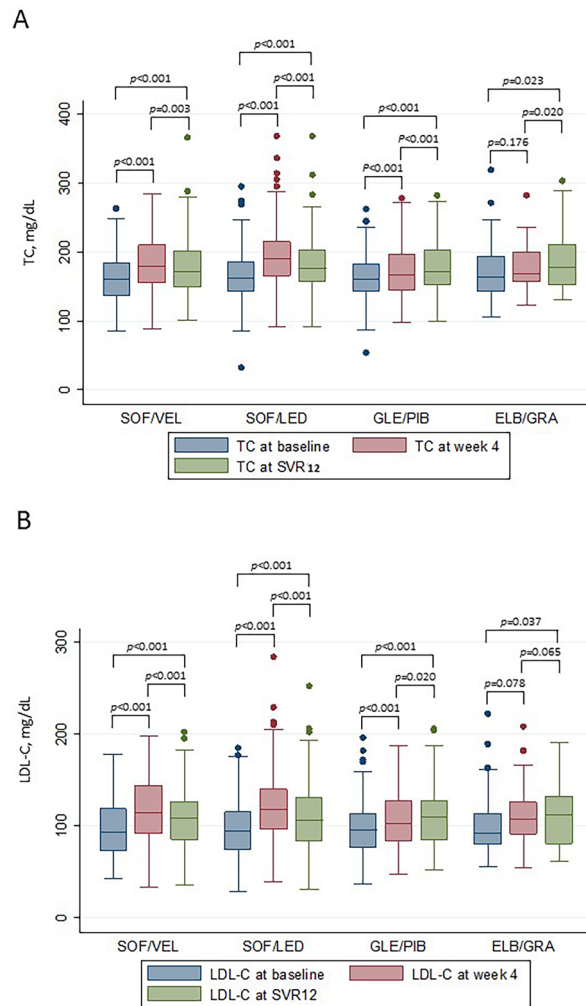 A
p<0.001
p<0.001
p<0.001
p=0.023
p=0.003
p<0.001
P<0.001
p=0.020
p<0.001
p<0.001
P<0.001
p=0.176
TC, mg/dL
400
300
200
100
0
SOF/VEL SOF/LED GLE/PIB ELB/GRA
TC at baseline TC at week 4
TC at SVR12
B
p<0.001
p<0.001
p<0.001
p=0.037
p<0.001
p<0.001
p=0.020
p=0.065
p<0.001
p<0.001
p<0.001
p=0.078
LDL-C, mg/dL
300
200
100
0
SOF/VEL SOF/LED GLE/PIB ELB/GRA
LDL-C at baseline LDL-C at week 4
LDL-C at SVR12